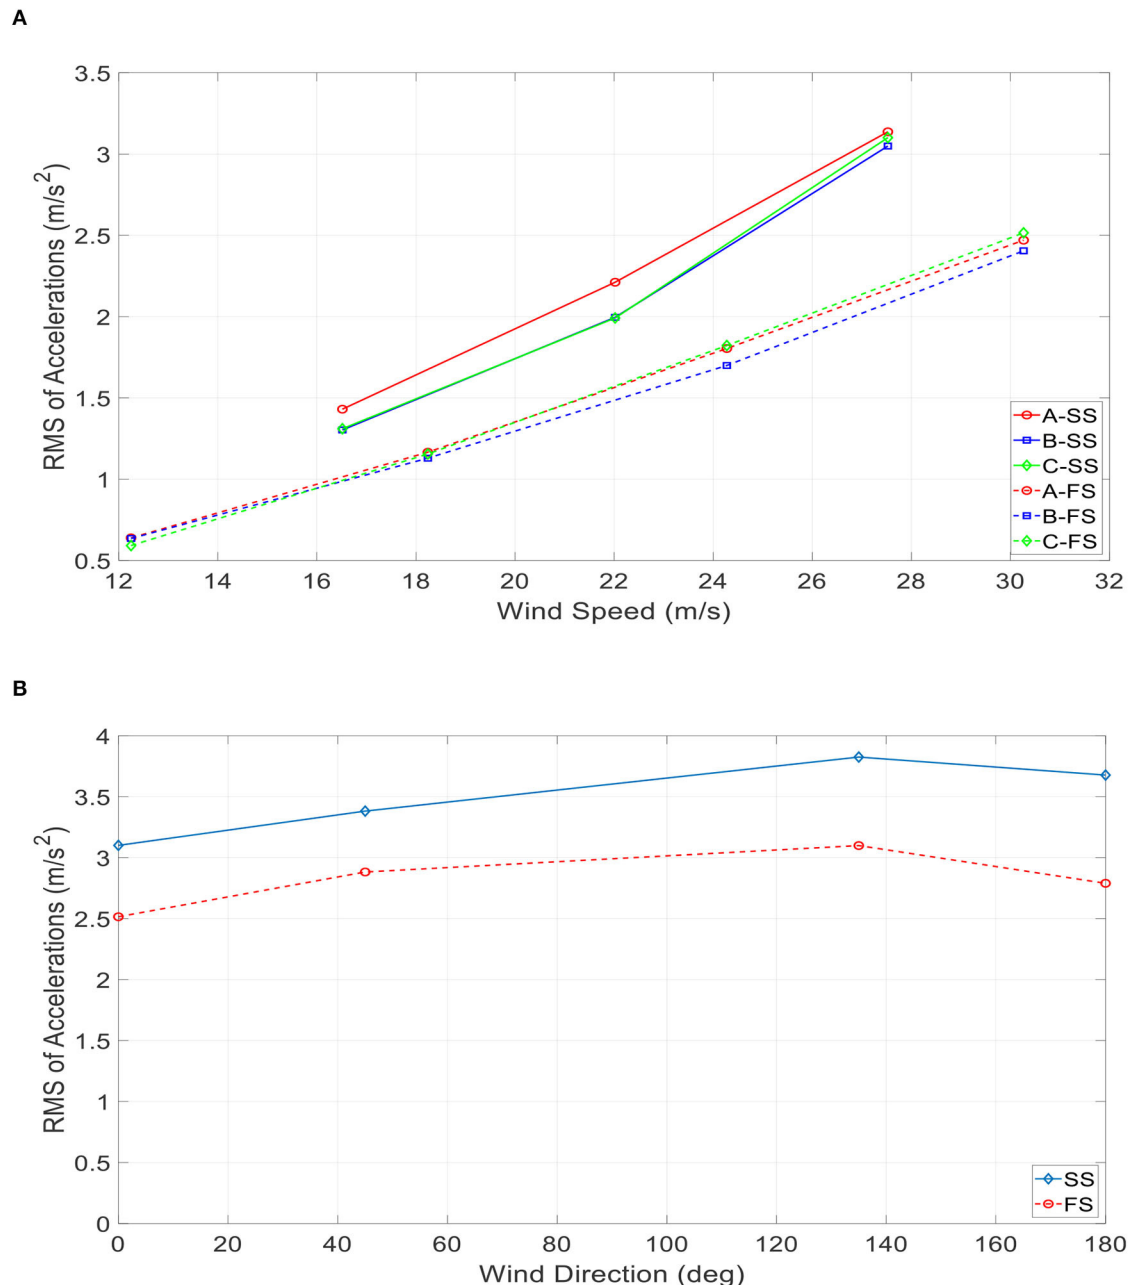 A
3.5
3
2.5
2
1.5
1
0.5
RMS of Accelerations (m/s²)
12 14 16 18 20 22 24 26 28 30 32
Wind Speed (m/s)
A-SS
B-SS
C-SS
A-FS
B-FS
C-FS
B
4
3.5
3
2.5
2
1.5
1
0.5
0
RMS of Accelerations (m/s²)
0 20 40 60 80 100 120 140 160 180
Wind Direction (deg)
SS
FS